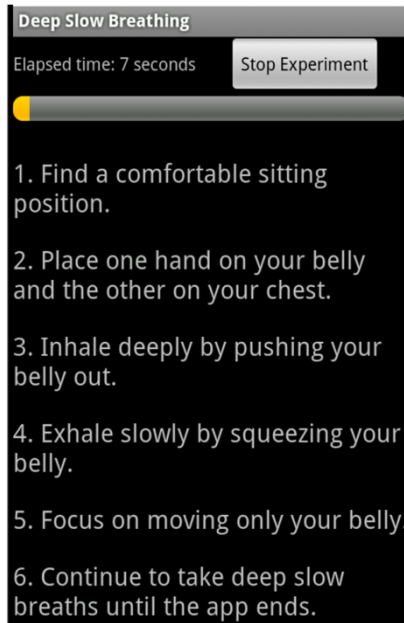 Deep Slow Breathing
Elapsed time: 7 seconds
Stop Experiment
1. Find a comfortable sitting
position.
2. Place one hand on your belly
and the other on your chest.
3. Inhale deeply by pushing your
belly out.
4. Exhale slowly by squeezing your
belly.
5. Focus on moving only your belly.
6. Continue to take deep slow
breaths until the app ends.